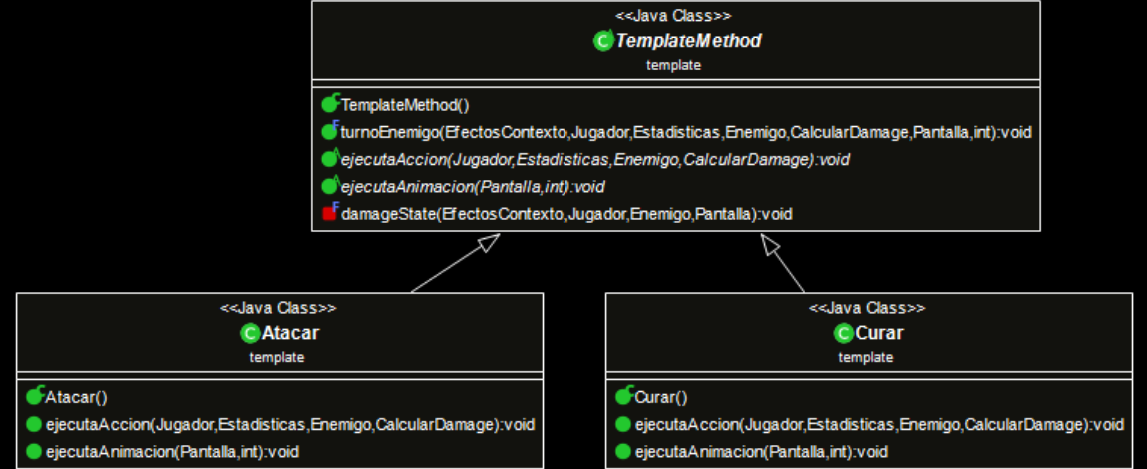 <<Java Class>>
TemplateMethod
template
TemplateMethod()
turnoEnemigo(EfectosContexto,Jugador,Estadisticas,Enemigo,CalcularDamage,Pantalla,int):void
ejecutaAccion(Jugador,Estadisticas,Enemigo,CalcularDamage):void
ejecutaAnimacion(Pantalla,int):void
damageState(EfectosContexto,Jugador,Enemigo,Pantalla):void
<<Java Class>>
Atacar
template
Atacar()
ejecutaAccion(Jugador,Estadisticas,Enemigo,CalcularDamage):void
ejecutaAnimacion(Pantalla,int):void
<<Java Class>>
Curar
template
Curar()
ejecutaAccion(Jugador,Estadisticas,Enemigo,CalcularDamage):void
ejecutaAnimacion(Pantalla,int):void